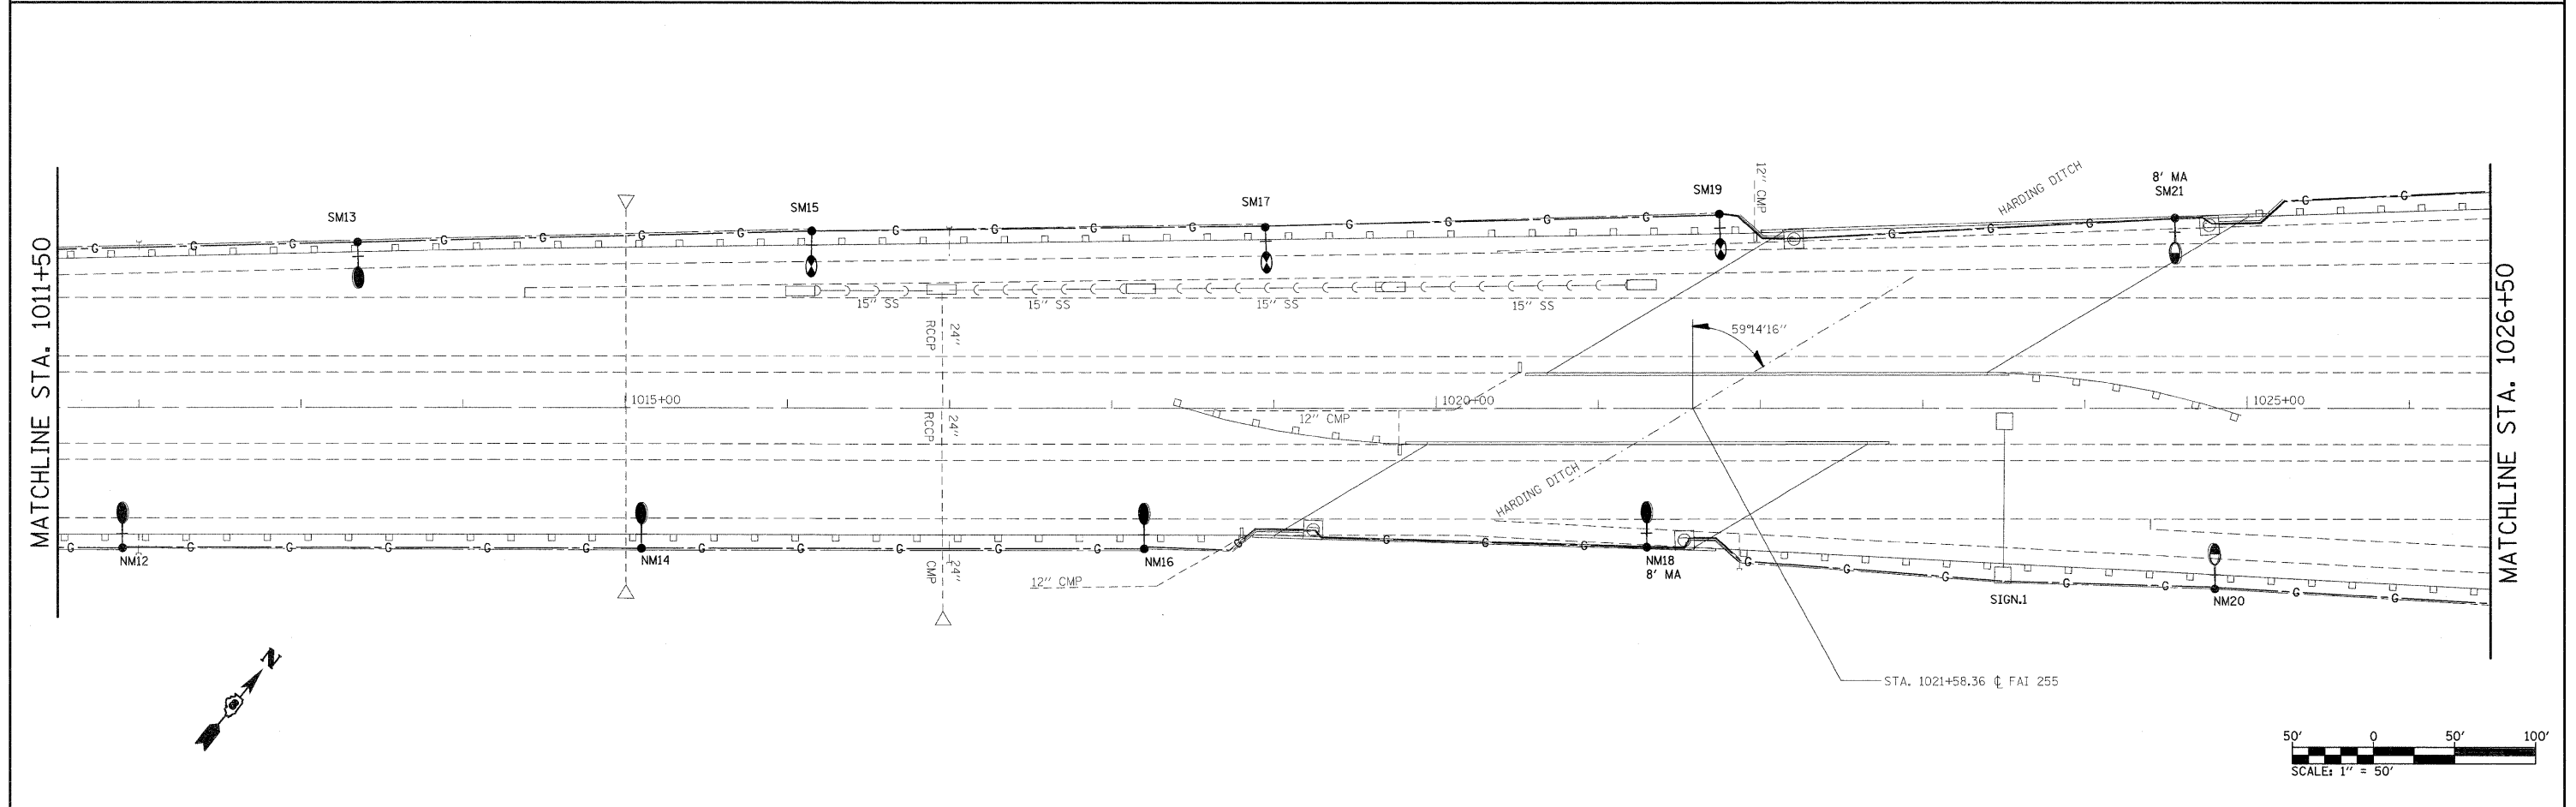 MATCHLINE STA. 1011+50
SM13
SM15
SM17
SM19
12" CMP
HARDING DITCH
8' MA
SM21
G G G G G G G G G G G G G G G G G G G G G G
15" SS
15" SS
15" SS
15" SS
24"
RCCP
59°14'16"
1015+00
1020+00
1025+00
24"
RCCP
12" CMP
HARDING DITCH
G G G G G G G G G G G G G G G G G G G G G G
NM12
NM14
24"
CMP
NM16
12" CMP
NM18
8' MA
SIGN.1
NM20
MATCHLINE STA. 1026+50
N
STA. 1021+58.36 ℄ FAI 255
50' 0 50' 100'
SCALE: 1" = 50'